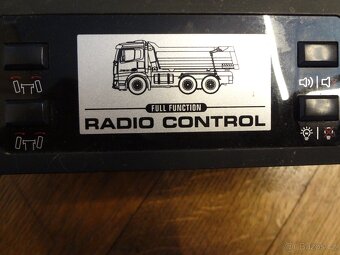 FULL FUNCTION
RADIO CONTROL